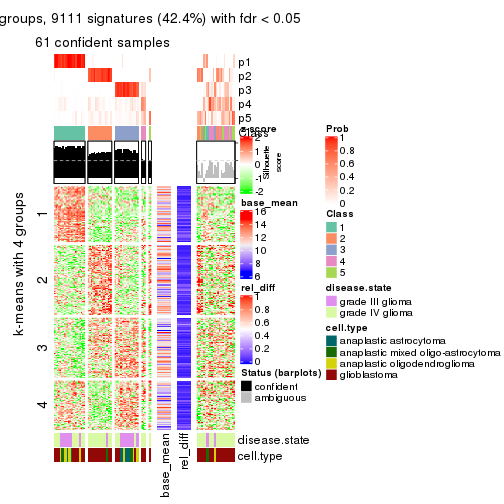 groups, 9111 signatures (42.4%) with fdr < 0.05
61 confident samples
p1
p2
p3
p4
p5
Class
z-score
2
1
0
-1
-2
Silhouette
score
k-means with 4 groups
1
2
3
4
base_mean
16
14
12
10
8
6
rel_diff
1
0.8
0.6
0.4
0.2
0
Status (barplots)
confident
ambiguous
Prob
1
0.8
0.6
0.4
0.2
0
Class
1
2
3
4
5
disease.state
grade III glioma
grade IV glioma
cell.type
anaplastic astrocytoma
anaplastic mixed oligo-astrocytoma
anaplastic oligodendroglioma
glioblastoma
disease.state
cell.type
base_mean
rel_diff